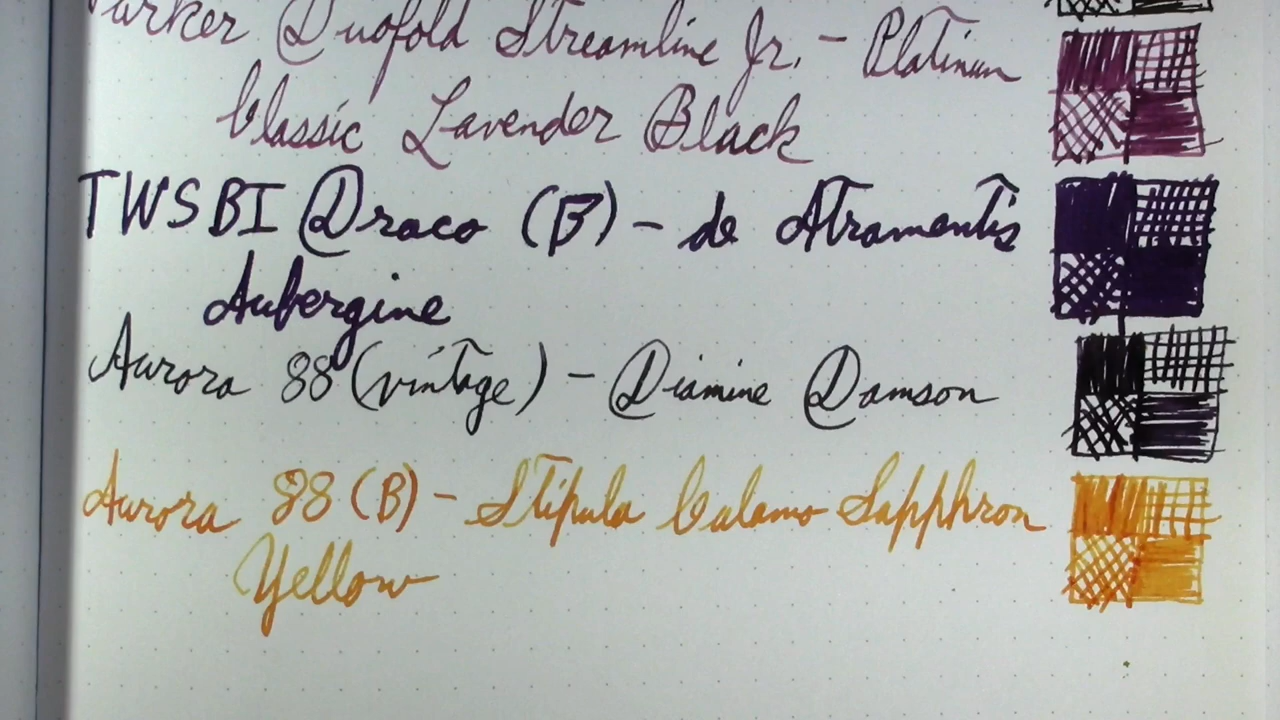 Parker Duofold Streamline Jr. - Platinum
Classic Lavender Black
TWSBI Draco (B) - de Atramentis
Aubergine
Aurora 88 (vintage) - Diamine Damson
Aurora 88 (B) - Stipula Calamo Sapphron
Yellow